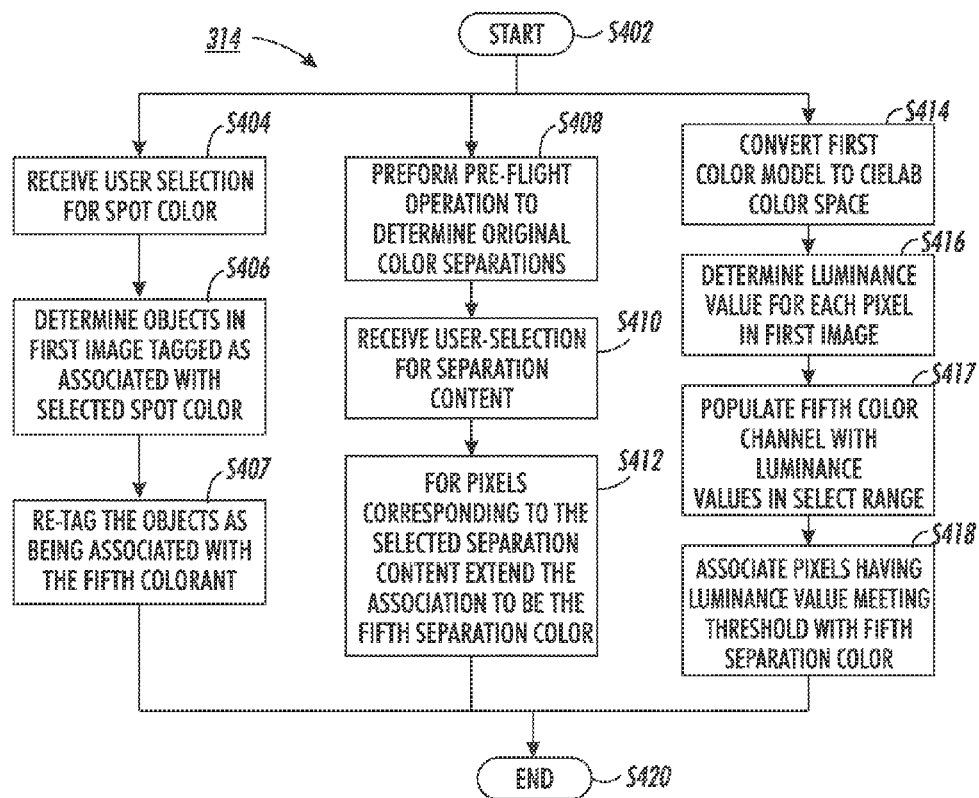 314
START
S402
S404
RECEIVE USER SELECTION
FOR SPOT COLOR
S406
DETERMINE OBJECTS IN
FIRST IMAGE TAGGED AS
ASSOCIATED WITH
SELECTED SPOT COLOR
S407
RE-TAG THE OBJECTS AS
BEING ASSOCIATED WITH
THE FIFTH COLORANT
S408
PREFORM PRE-FLIGHT
OPERATION TO
DETERMINE ORIGINAL
COLOR SEPARATIONS
S410
RECEIVE USER-SELECTION
FOR SEPARATION
CONTENT
S412
FOR PIXELS
CORRESPONDING TO THE
SELECTED SEPARATION
CONTENT EXTEND THE
ASSOCIATION TO BE THE
FIFTH SEPARATION COLOR
S414
CONVERT FIRST
COLOR MODEL TO CIELAB
COLOR SPACE
S416
DETERMINE LUMINANCE
VALUE FOR EACH PIXEL
IN FIRST IMAGE
S417
POPULATE FIFTH COLOR
CHANNEL WITH
LUMINANCE
VALUES IN SELECT RANGE
S418
ASSOCIATE PIXELS HAVING
LUMINANCE VALUE MEETING
THRESHOLD WITH FIFTH
SEPARATION COLOR
END
S420